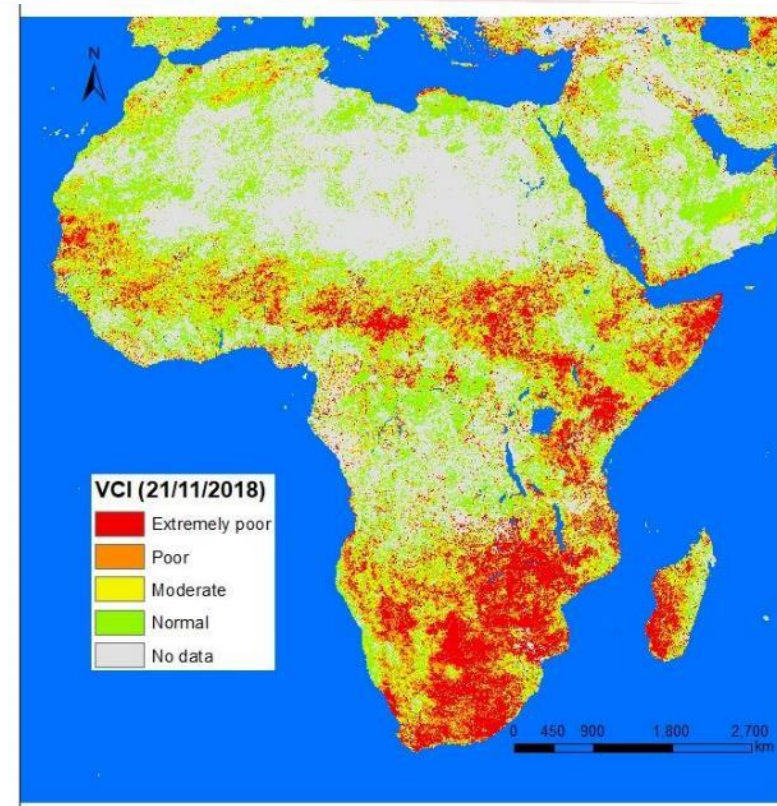 N
VCI (21/11/2018)
Extremely poor
Poor
Moderate
Normal
No data
0 450 900 1,800 2,700
km